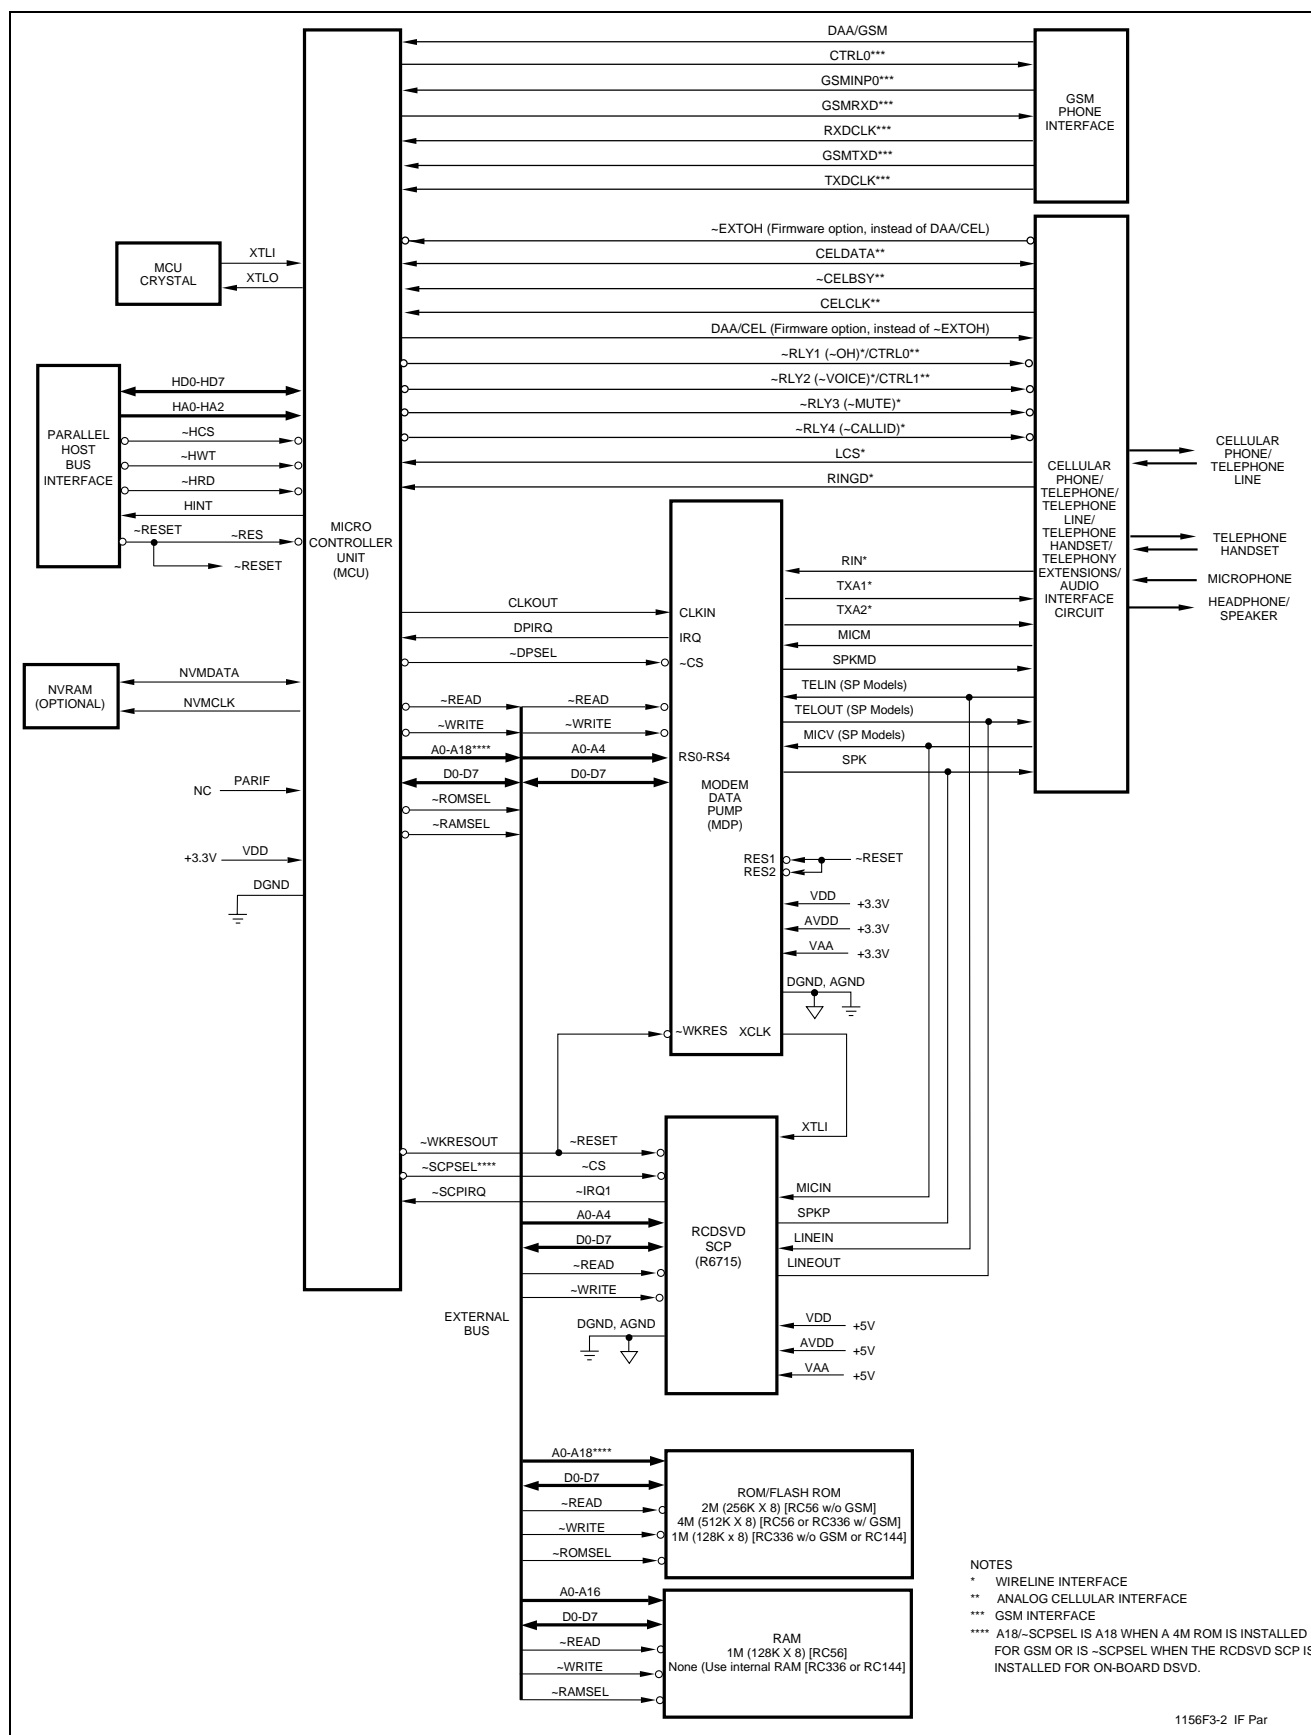 DAA/GSM
CTRL0***
GSMINP0***
GSMRXD***
RXDCLK***
GSMTXD***
TXDCLK***
GSM
PHONE
INTERFACE
~EXTOH (Firmware option, instead of DAA/CEL)
CELDATA**
~CELBSY**
CELCLK**
DAA/CEL (Firmware option, instead of ~EXTOH)
~RLY1 (~OH)*/CTRL0**
~RLY2 (~VOICE)*/CTRL1**
~RLY3 (~MUTE)*
~RLY4 (~CALLID)*
LCS*
RINGD*
MCU
CRYSTAL
XTLI
XTLO
PARALLEL
HOST
BUS
INTERFACE
HD0-HD7
HA0-HA2
~HCS
~HWT
~HRD
HINT
~RESET
~RES
~RESET
MICRO
CONTROLLER
UNIT
(MCU)
CELLULAR
PHONE/
TELEPHONE/
TELEPHONE
LINE/
TELEPHONE
HANDSET/
TELEPHONY
EXTENSIONS/
AUDIO
INTERFACE
CIRCUIT
CELLULAR
PHONE/
TELEPHONE
LINE
TELEPHONE
HANDSET
MICROPHONE
HEADPHONE/
SPEAKER
RIN*
TXA1*
TXA2*
MICM
SPKMD
TELIN (SP Models)
TELOUT (SP Models)
MICV (SP Models)
SPK
CLKOUT
DPIRQ
~DPSEL
CLKIN
IRQ
~CS
NVRAM
(OPTIONAL)
NVMDATA
NVMCLK
~READ
~WRITE
A0-A18****
D0-D7
~ROMSEL
~RAMSEL
~READ
~WRITE
A0-A4
D0-D7
RS0-RS4
MODEM
DATA
PUMP
(MDP)
NC
PARIF
+3.3V
VDD
DGND
RES1
RES2
~RESET
VDD
+3.3V
AVDD
+3.3V
VAA
+3.3V
DGND, AGND
~WKRES
XCLK
XTLI
~WKRESOUT
~RESET
~SCPSEL****
~CS
~SCPIRQ
~IRQ1
A0-A4
D0-D7
~READ
~WRITE
RCDSVD
SCP
(R6715)
MICIN
SPKP
LINEIN
LINEOUT
EXTERNAL
BUS
DGND, AGND
VDD
+5V
AVDD
+5V
VAA
+5V
A0-A18****
D0-D7
~READ
~WRITE
~ROMSEL
ROM/FLASH ROM
2M (256K X 8) [RC56 w/o GSM]
4M (512K X 8) [RC56 or RC336 w/ GSM]
1M (128K x 8) [RC336 w/o GSM or RC144]
A0-A16
D0-D7
~READ
~WRITE
~RAMSEL
RAM
1M (128K X 8) [RC56]
None (Use internal RAM [RC336 or RC144]
NOTES
* WIRELINE INTERFACE
** ANALOG CELLULAR INTERFACE
*** GSM INTERFACE
**** A18/~SCPSEL IS A18 WHEN A 4M ROM IS INSTALLED
FOR GSM OR IS ~SCPSEL WHEN THE RCDSVD SCP IS
INSTALLED FOR ON-BOARD DSVD.
1156F3-2 IF Par